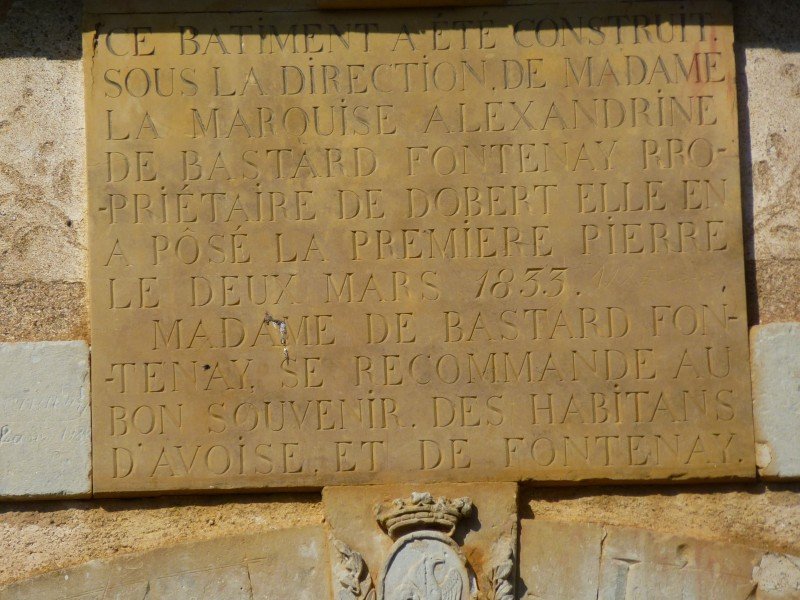 CE BATIMENT A ÉTÉ CONSTRUIT.
SOUS LA DIRECTION. DE MADAME
LA MARQUISE ALEXANDRINE
DE BASTARD FONTENAY PRO-
-PRIÉTAIRE DE DOBERT ELLE EN
A PÔSÉ LA PREMIERE PIERRE
LE DEUX MARS 1833.
MADAME DE BASTARD FON-
-TENAY. SE RECOMMANDE AU
BON SOUVENIR. DES HABITANS
D'AVOISE. ET DE FONTENAY.